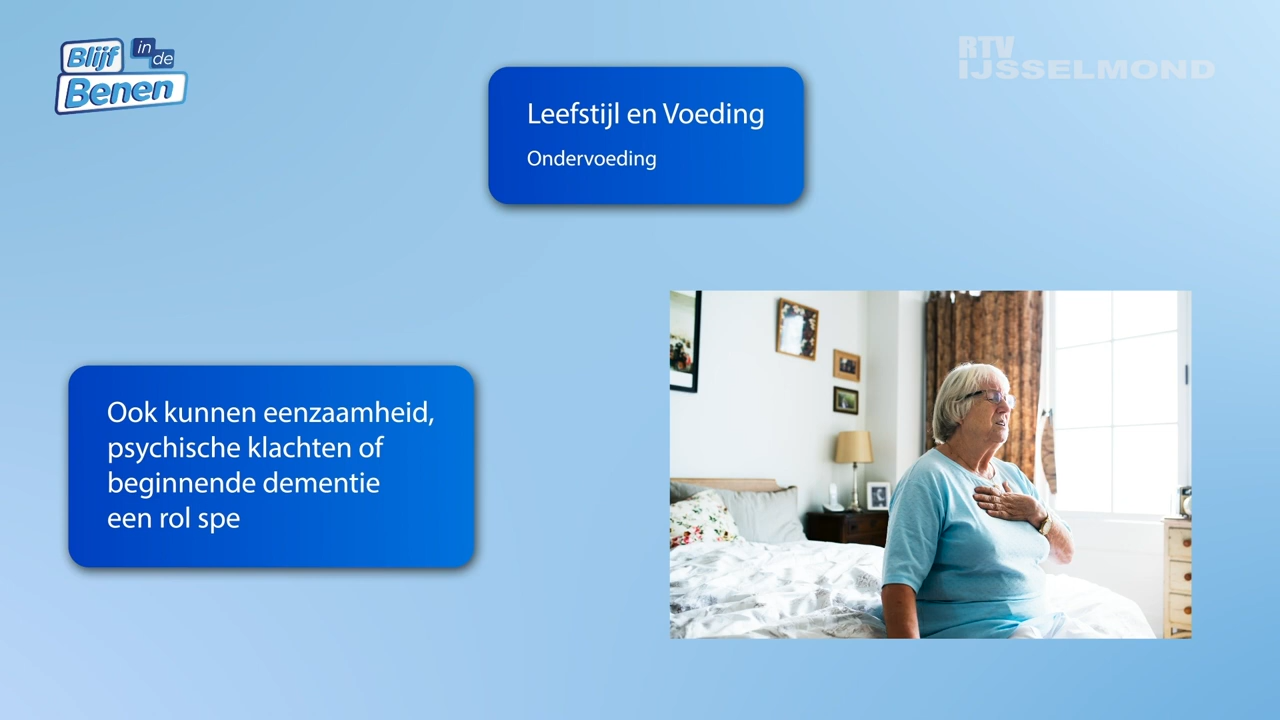 Blijf in de
Benen
RTV
IJSSELMOND
Leefstijl en Voeding
Ondervoeding
Ook kunnen eenzaamheid,
psychische klachten of
beginnende dementie
een rol spe